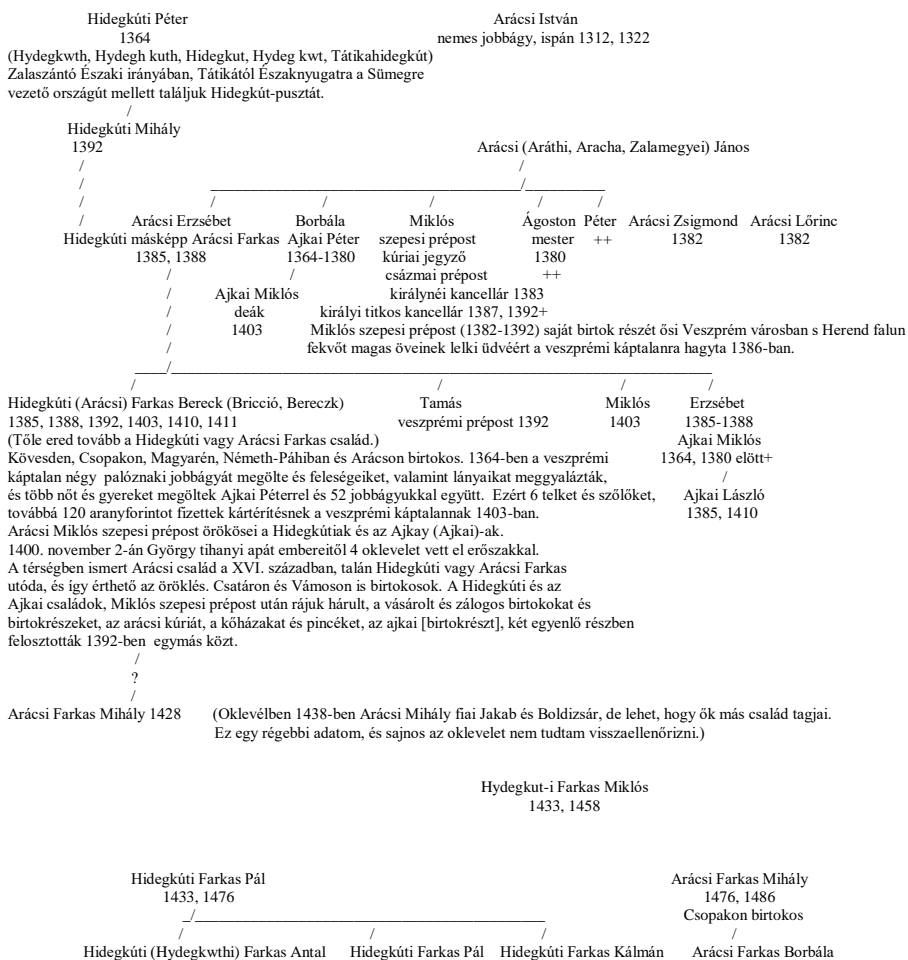 Hidegkúti Péter Arácsi István
1364 nemes jobbágy, ispán 1312, 1322
(Hydegkwth, Hydegh kuth, Hidegkut, Hydeg kwt, Tátikahidegkút)
Zalaszántó Északi irányában, Tátikától Északnyugatra a Sümegre
vezető országút mellett találjuk Hidegkút-pusztát.
/
Hidegkúti Mihály
1392 Arácsi (Aráthi, Aracha, Zalamegyei) János
/ /
/ /
/ / / / / /
/ Arácsi Erzsébet Borbála Miklós Ágoston Péter Arácsi Zsigmond Arácsi Lőrinc
Hidegkúti másképp Arácsi Farkas Ajkai Péter szepesi prépost mester ++ 1382 1382
1385, 1388 1364-1380 kúriai jegyző 1380
/ / császmai prépost ++
/ Ajkai Miklós királynéi kancellár 1383
/ deák királyi titkos kancellár 1387, 1392+
/ 1403 Miklós szepesi prépost (1382-1392) saját birtok részét ősi Veszprém városban s Herend falun
/ fekvőt magas öveinek lelki üdvéért a veszprémi káptalanra hagyta 1386-ban.
/
/ / / /
Hidegkúti (Arácsi) Farkas Bereck (Bricció, Bereczk) Tamás Miklós Erzsébet
1385, 1388, 1392, 1403, 1410, 1411 veszprémi prépost 1392 1403 1385-1388
(Tőle ered tovább a Hidegkúti vagy Arácsi Farkas család.) Ajkai Miklós
Kövesden, Csopakon, Magyarén, Németh-Páhiban és Arácson birtokos. 1364-ben a veszprémi 1364, 1380 elött+
káptalan négy palóznaki jobbágyát megölte és feleségeiket, valamint lányaikat meggyalázták, /
és több nőt és gyereket megöltek Ajkai Péterrel és 52 jobbágyukkal együtt. Ezért 6 telket és szőlőket, Ajkai László
továbbá 120 aranyforintot fizettek kártérítésnek a veszprémi káptalannak 1403-ban. 1385, 1410
Arácsi Miklós szepesi prépost örökösei a Hidegkútiak és az Ajkay (Ajkai)-ak.
1400. november 2-án György tihanyi apát embereitől 4 oklevelet vett el erőszakkal.
A térségben ismert Arácsi család a XVI. században, talán Hidegkúti vagy Arácsi Farkas
utóda, és így érthető az öröklés. Csatáron és Vámoson is birtokosok. A Hidegkúti és az
Ajkai családok, Miklós szepesi prépost után rájuk hárult, a vásárolt és zálogos birtokokat és
birtokrészeket, az arácsi kúriát, a kőházakat és pincéket, az ajkai [birtokrészt], két egyenlő részben
felosztották 1392-ben egymás közt.
/
?
/
Arácsi Farkas Mihály 1428 (Oklevélben 1438-ben Arácsi Mihály fiai Jakab és Boldizsár, de lehet, hogy ők más család tagjai.
Ez egy régebbi adatom, és sajnos az oklevelet nem tudtam visszaellenőrizni.)
Hydegkut-i Farkas Miklós
1433, 1458
Hidegkúti Farkas Pál Arácsi Farkas Mihály
1433, 1476 1476, 1486
/ Csopakon birtokos
/ / / /
Hidegkúti (Hydegkwthi) Farkas Antal Hidegkúti Farkas Pál Hidegkúti Farkas Kálmán Arácsi Farkas Borbála